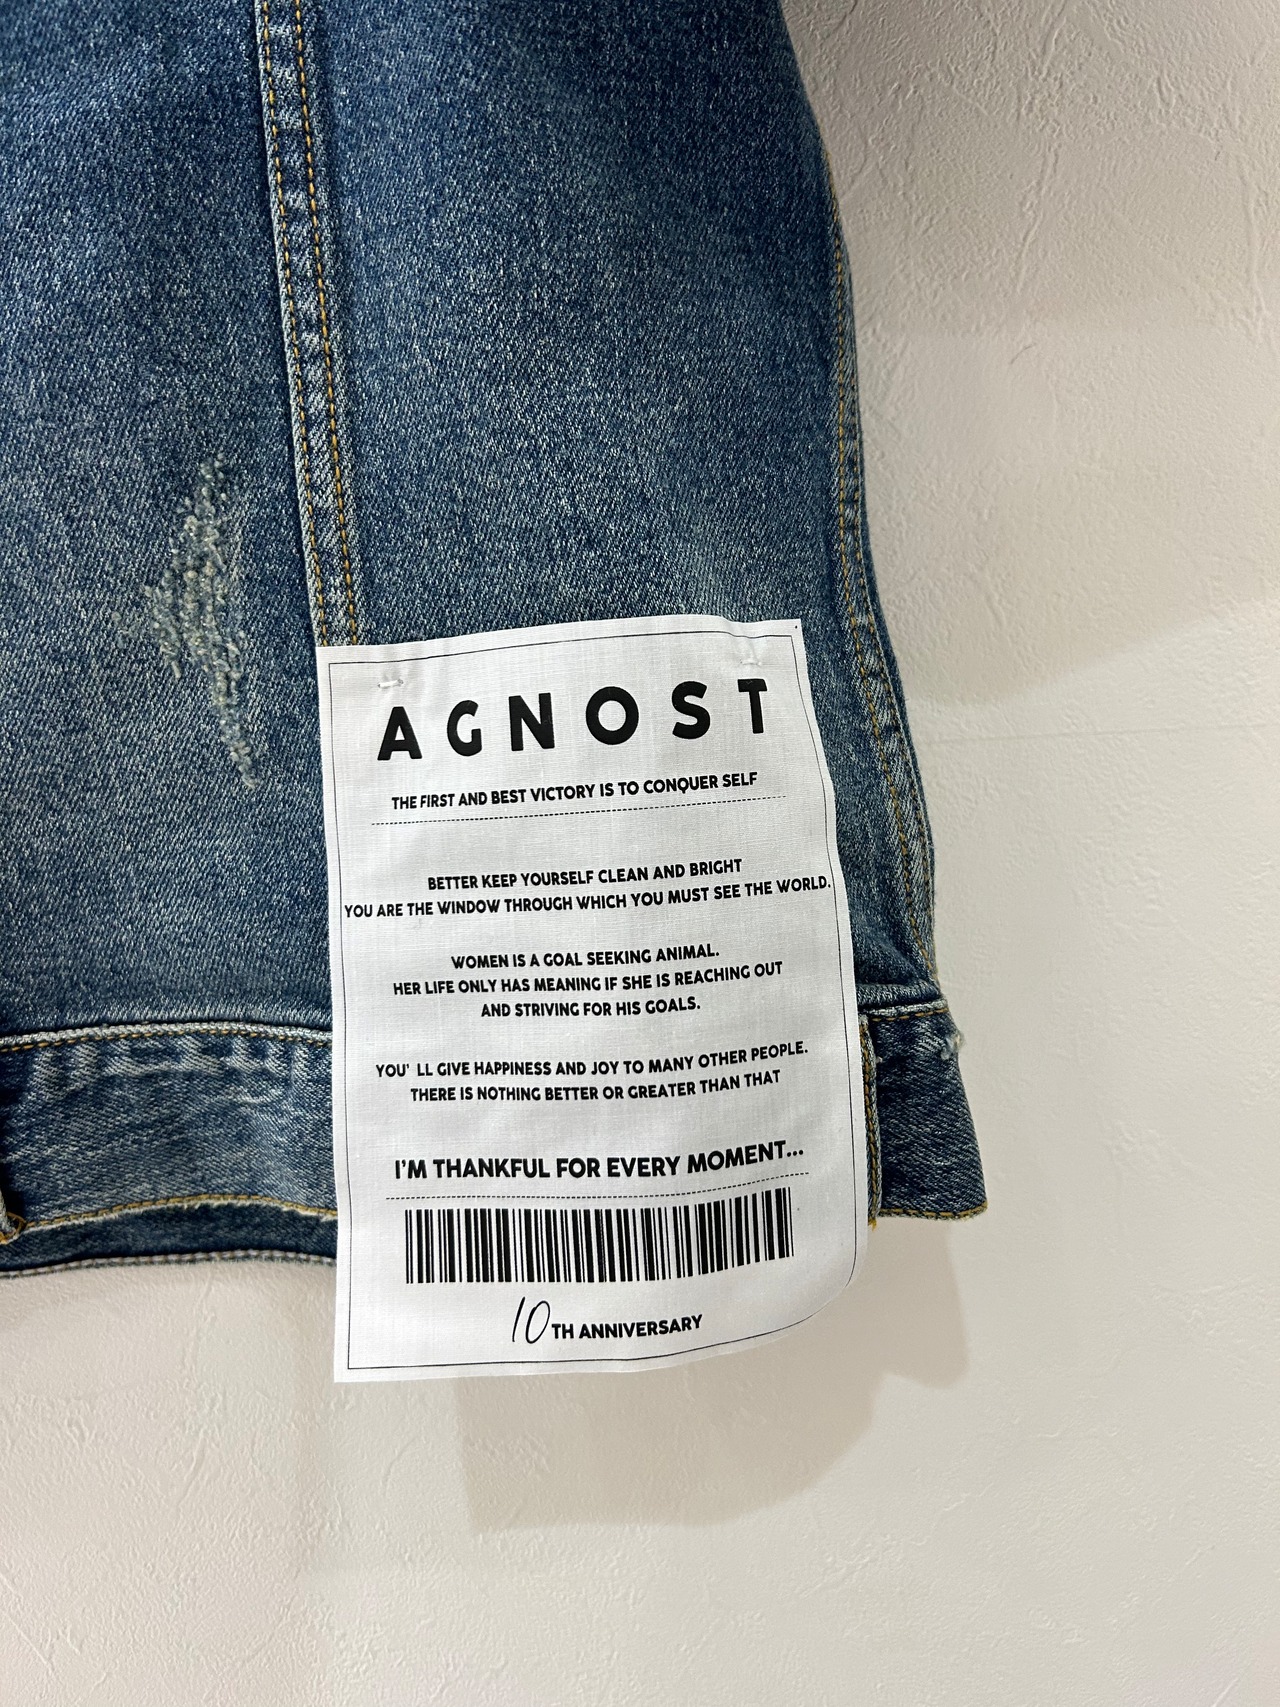 AGNOST
THE FIRST AND BEST VICTORY IS TO CONQUER SELF
BETTER KEEP YOURSELF CLEAN AND BRIGHT
YOU ARE THE WINDOW THROUGH WHICH YOU MUST SEE THE WORLD.
WOMEN IS A GOAL SEEKING ANIMAL.
HER LIFE ONLY HAS MEANING IF SHE IS REACHING OUT
AND STRIVING FOR HIS GOALS.
YOU' LL GIVE HAPPINESS AND JOY TO MANY OTHER PEOPLE.
THERE IS NOTHING BETTER OR GREATER THAN THAT
I'M THANKFUL FOR EVERY MOMENT...
10TH ANNIVERSARY